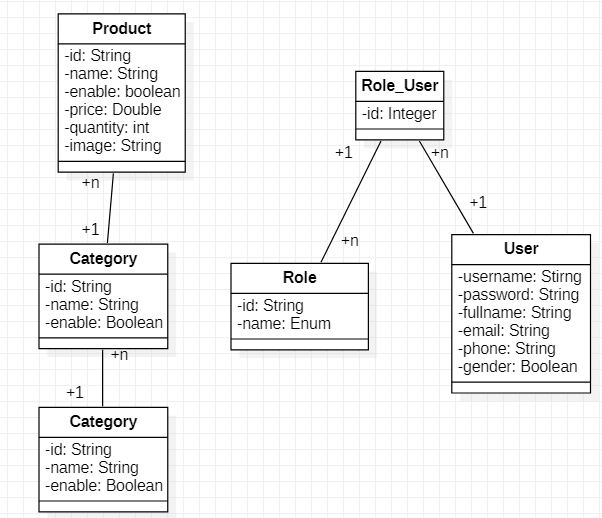 Product
-id: String
-name: String
-enable: boolean
-price: Double
-quantity: int
-image: String
+n
+1
Category
-id: String
-name: String
-enable: Boolean
+n
+1
Category
-id: String
-name: String
-enable: Boolean
Role_User
-id: Integer
+1
+n
+n
+1
Role
-id: String
-name: Enum
User
-username: Stirng
-password: String
-fullname: String
-email: String
-phone: String
-gender: Boolean